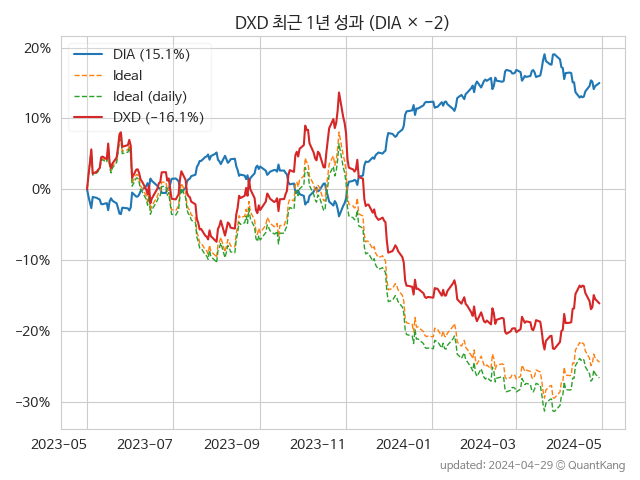 DXD 최근 1년 성과 (DIA × −2)
20%
10%
0%
−10%
−20%
−30%
DIA (15.1%)
Ideal
Ideal (daily)
DXD (−16.1%)
2023-05
2023-07
2023-09
2023-11
2024-01
2024-03
2024-05
updated: 2024-04-29 © QuantKang